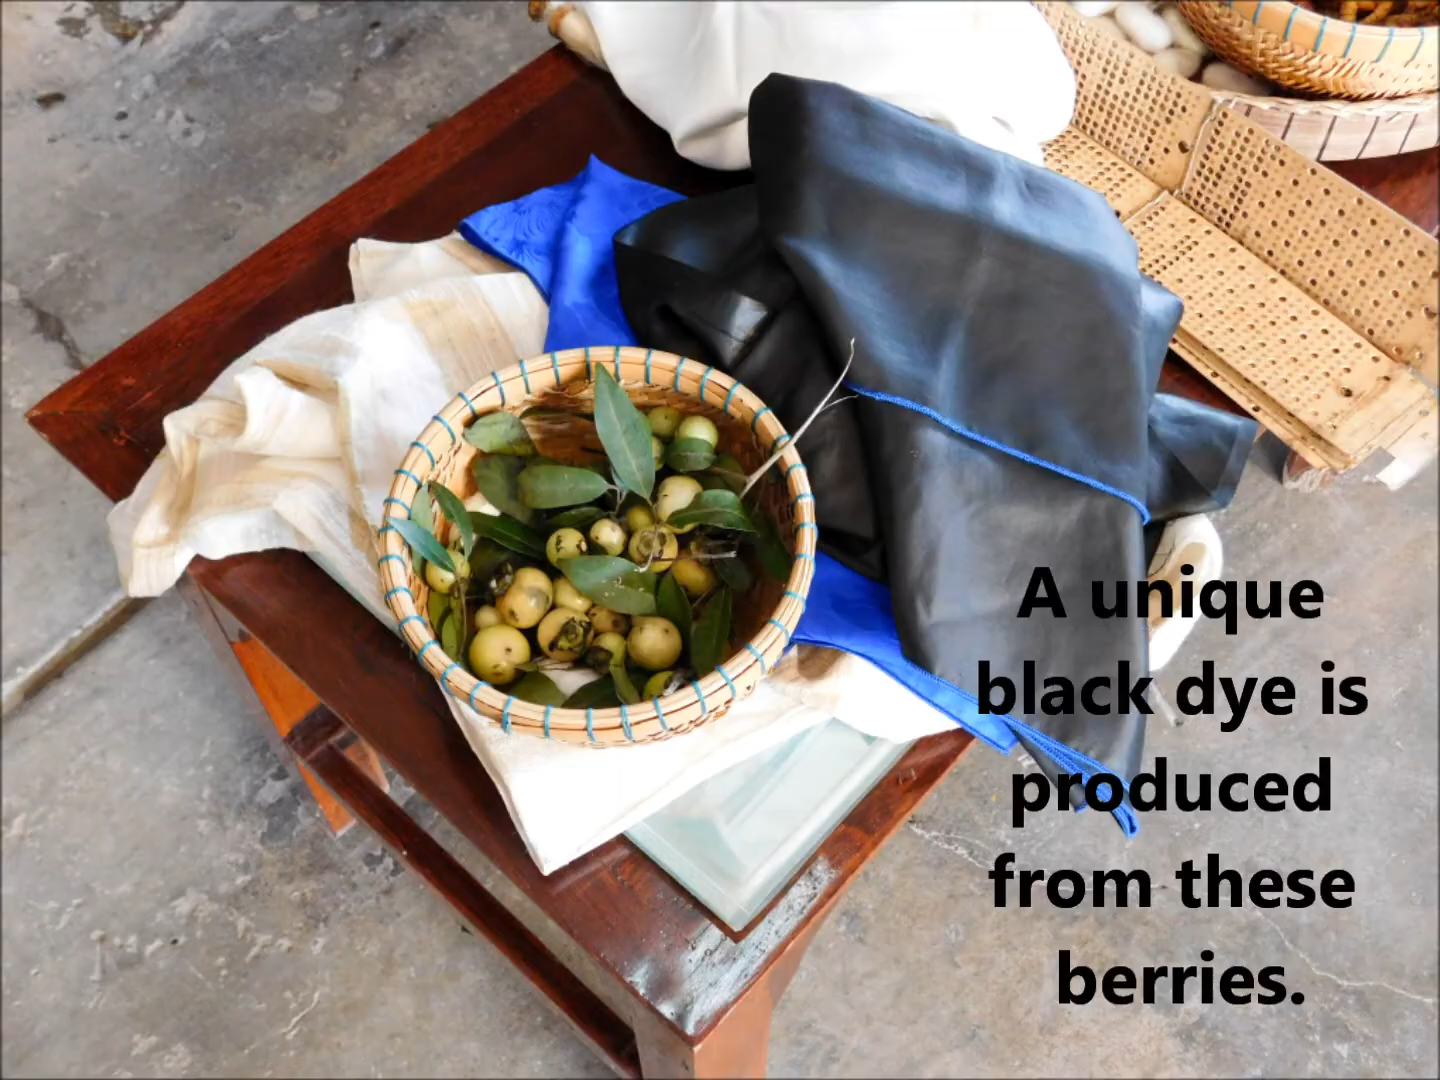 A unique
black dye is
produced
from these
berries.